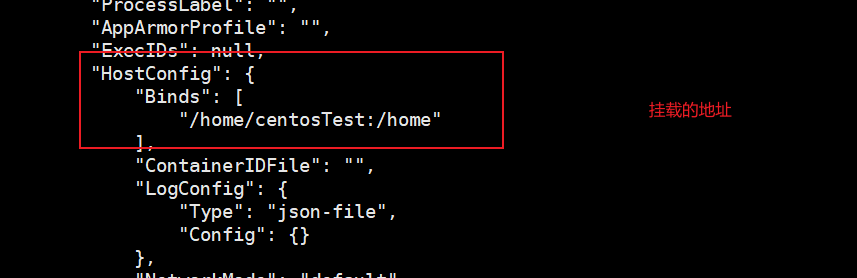 "ProcessLabel": "",
"AppArmorProfile": "",
"ExecIDs": null,
"HostConfig": {
"Binds": [
"/home/centosTest:/home"
],
挂载的地址
"ContainerIDFile": "",
"LogConfig": {
"Type": "json-file",
"Config": {}
},
"NetworkMode": "default"